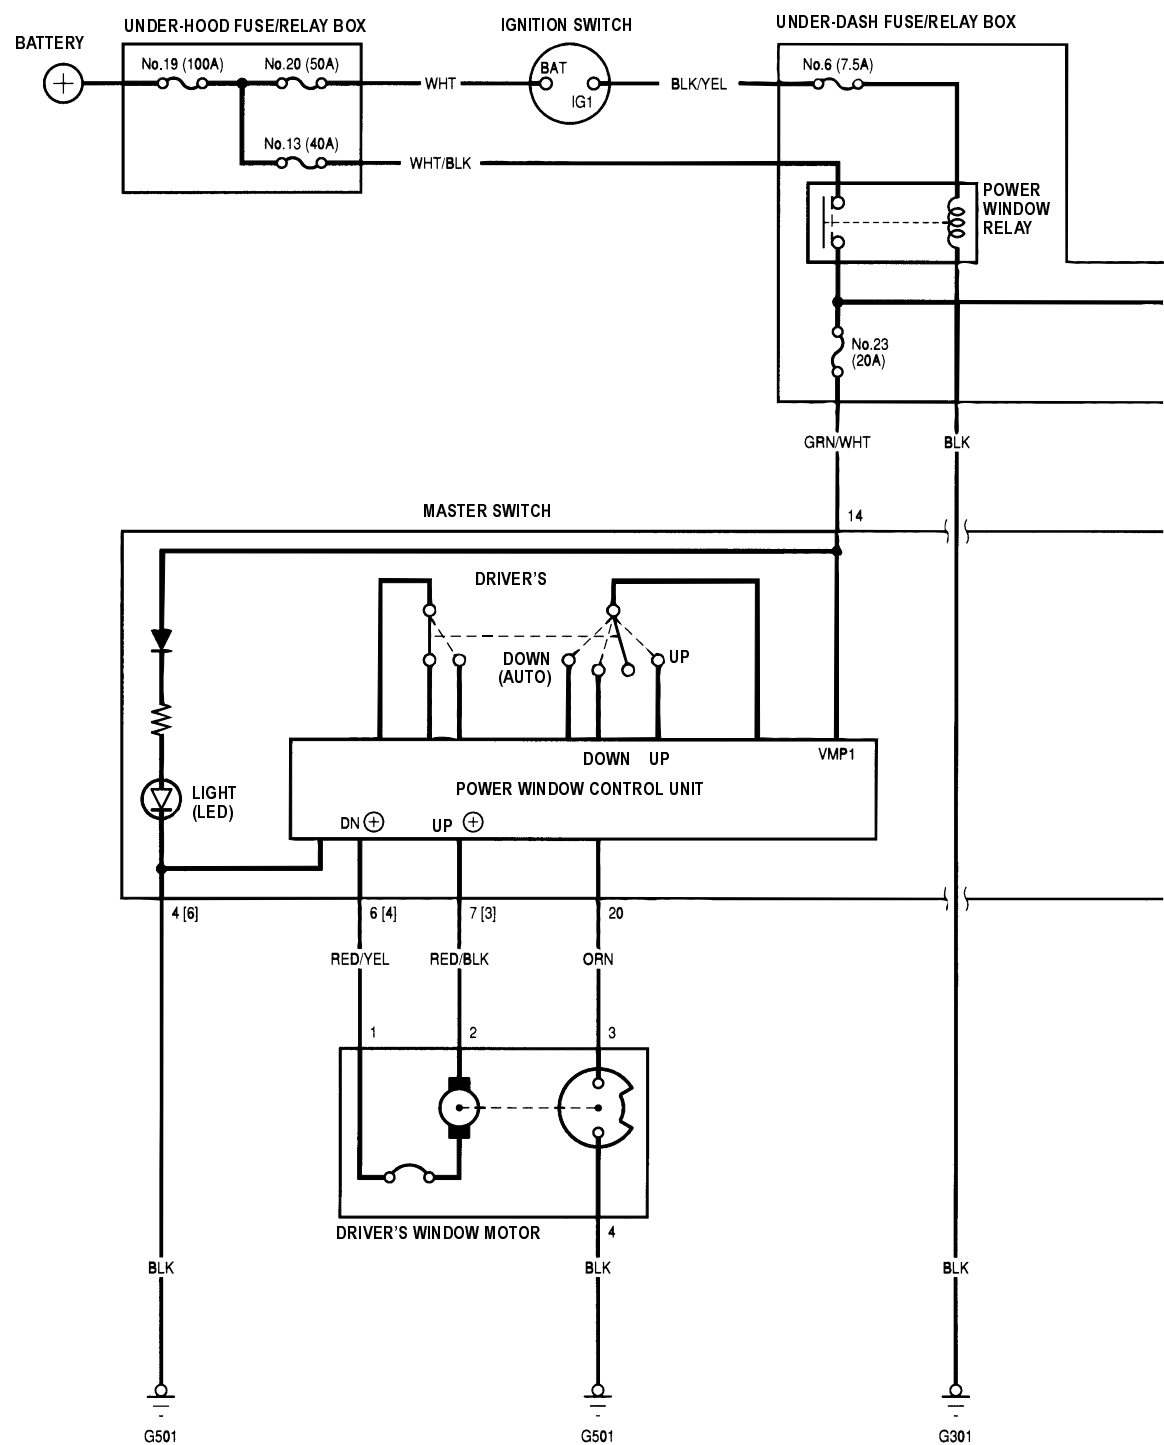 UNDER-HOOD FUSE/RELAY BOX
IGNITION SWITCH
UNDER-DASH FUSE/RELAY BOX
BATTERY
No.19 (100A)
No.20 (50A)
WHT
BAT
IG1
BLK/YEL
No.6 (7.5A)
No.13 (40A)
WHT/BLK
POWER
WINDOW
RELAY
No.23
(20A)
GRN/WHT
BLK
MASTER SWITCH
14
DRIVER'S
DOWN
(AUTO)
UP
DOWN
UP
VMP1
LIGHT
(LED)
POWER WINDOW CONTROL UNIT
DN
UP
4 [6]
6 [4]
7 [3]
20
RED/YEL
RED/BLK
ORN
1
2
3
DRIVER'S WINDOW MOTOR
4
BLK
BLK
BLK
G501
G501
G301